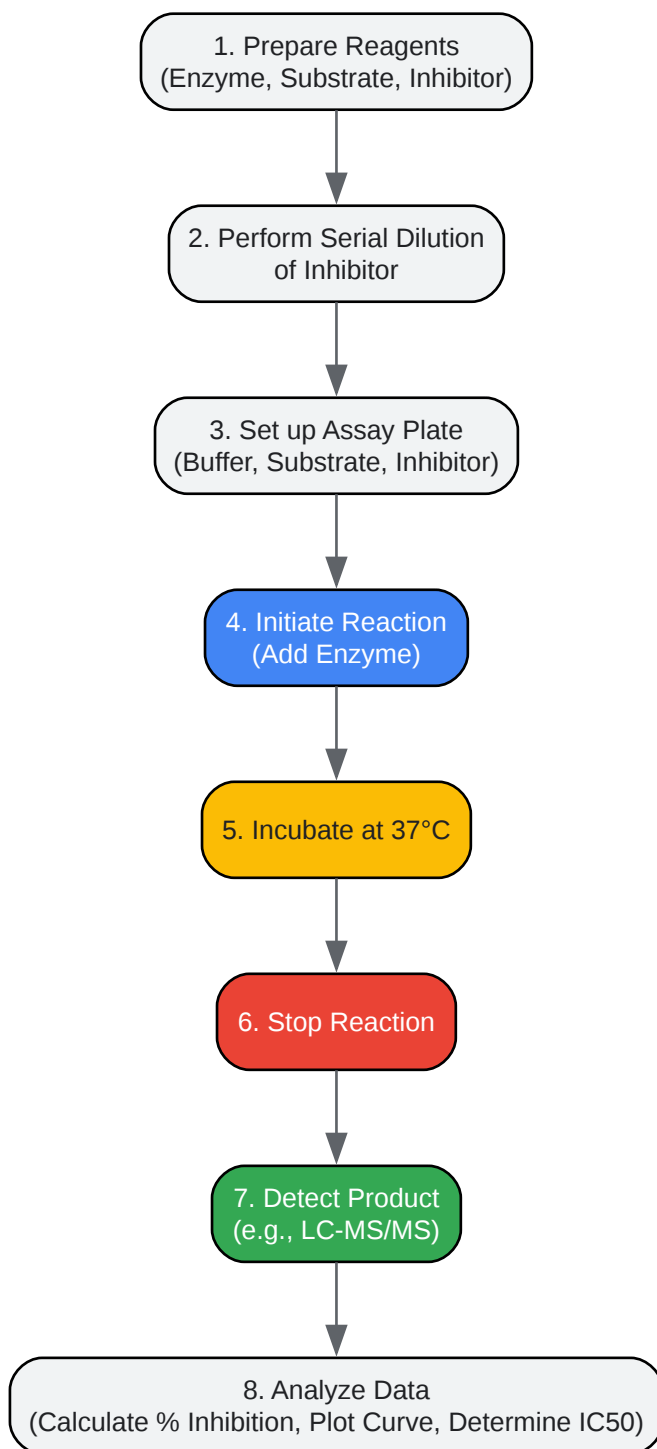 1. Prepare Reagents
(Enzyme, Substrate, Inhibitor)
2. Perform Serial Dilution
of Inhibitor
3. Set up Assay Plate
(Buffer, Substrate, Inhibitor)
4. Initiate Reaction
(Add Enzyme)
5. Incubate at 37°C
6. Stop Reaction
7. Detect Product
(e.g., LC-MS/MS)
8. Analyze Data
(Calculate % Inhibition, Plot Curve, Determine IC50)